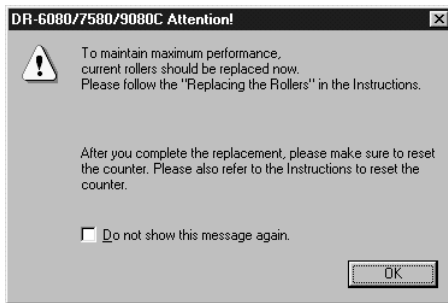 DR-6080/7580/9080C Attention!
To maintain maximum performance,
current rollers should be replaced now.
Please follow the "Replacing the Rollers" in the Instructions.
After you complete the replacement, please make sure to reset
the counter. Please also refer to the Instructions to reset the
counter.
Do not show this message again.
OK